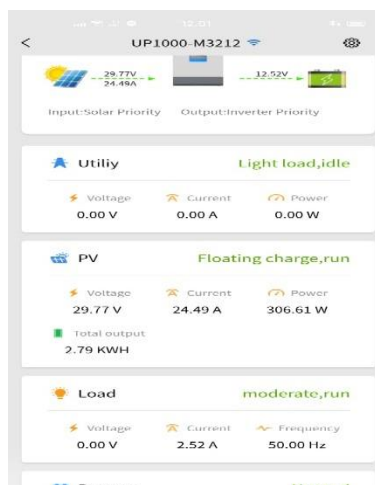 12:01
< UP1000-M3212
29.77V 12.52V
24.49A
Input:Solar Priority Output:Inverter Priority
Utiliy Light load,idle
Voltage Current Power
0.00 V 0.00 A 0.00 W
PV Floating charge,run
Voltage Current Power
29.77 V 24.49 A 306.61 W
Total output
2.79 KWH
Load moderate,run
Voltage Current Frequency
0.00 V 2.52 A 50.00 Hz